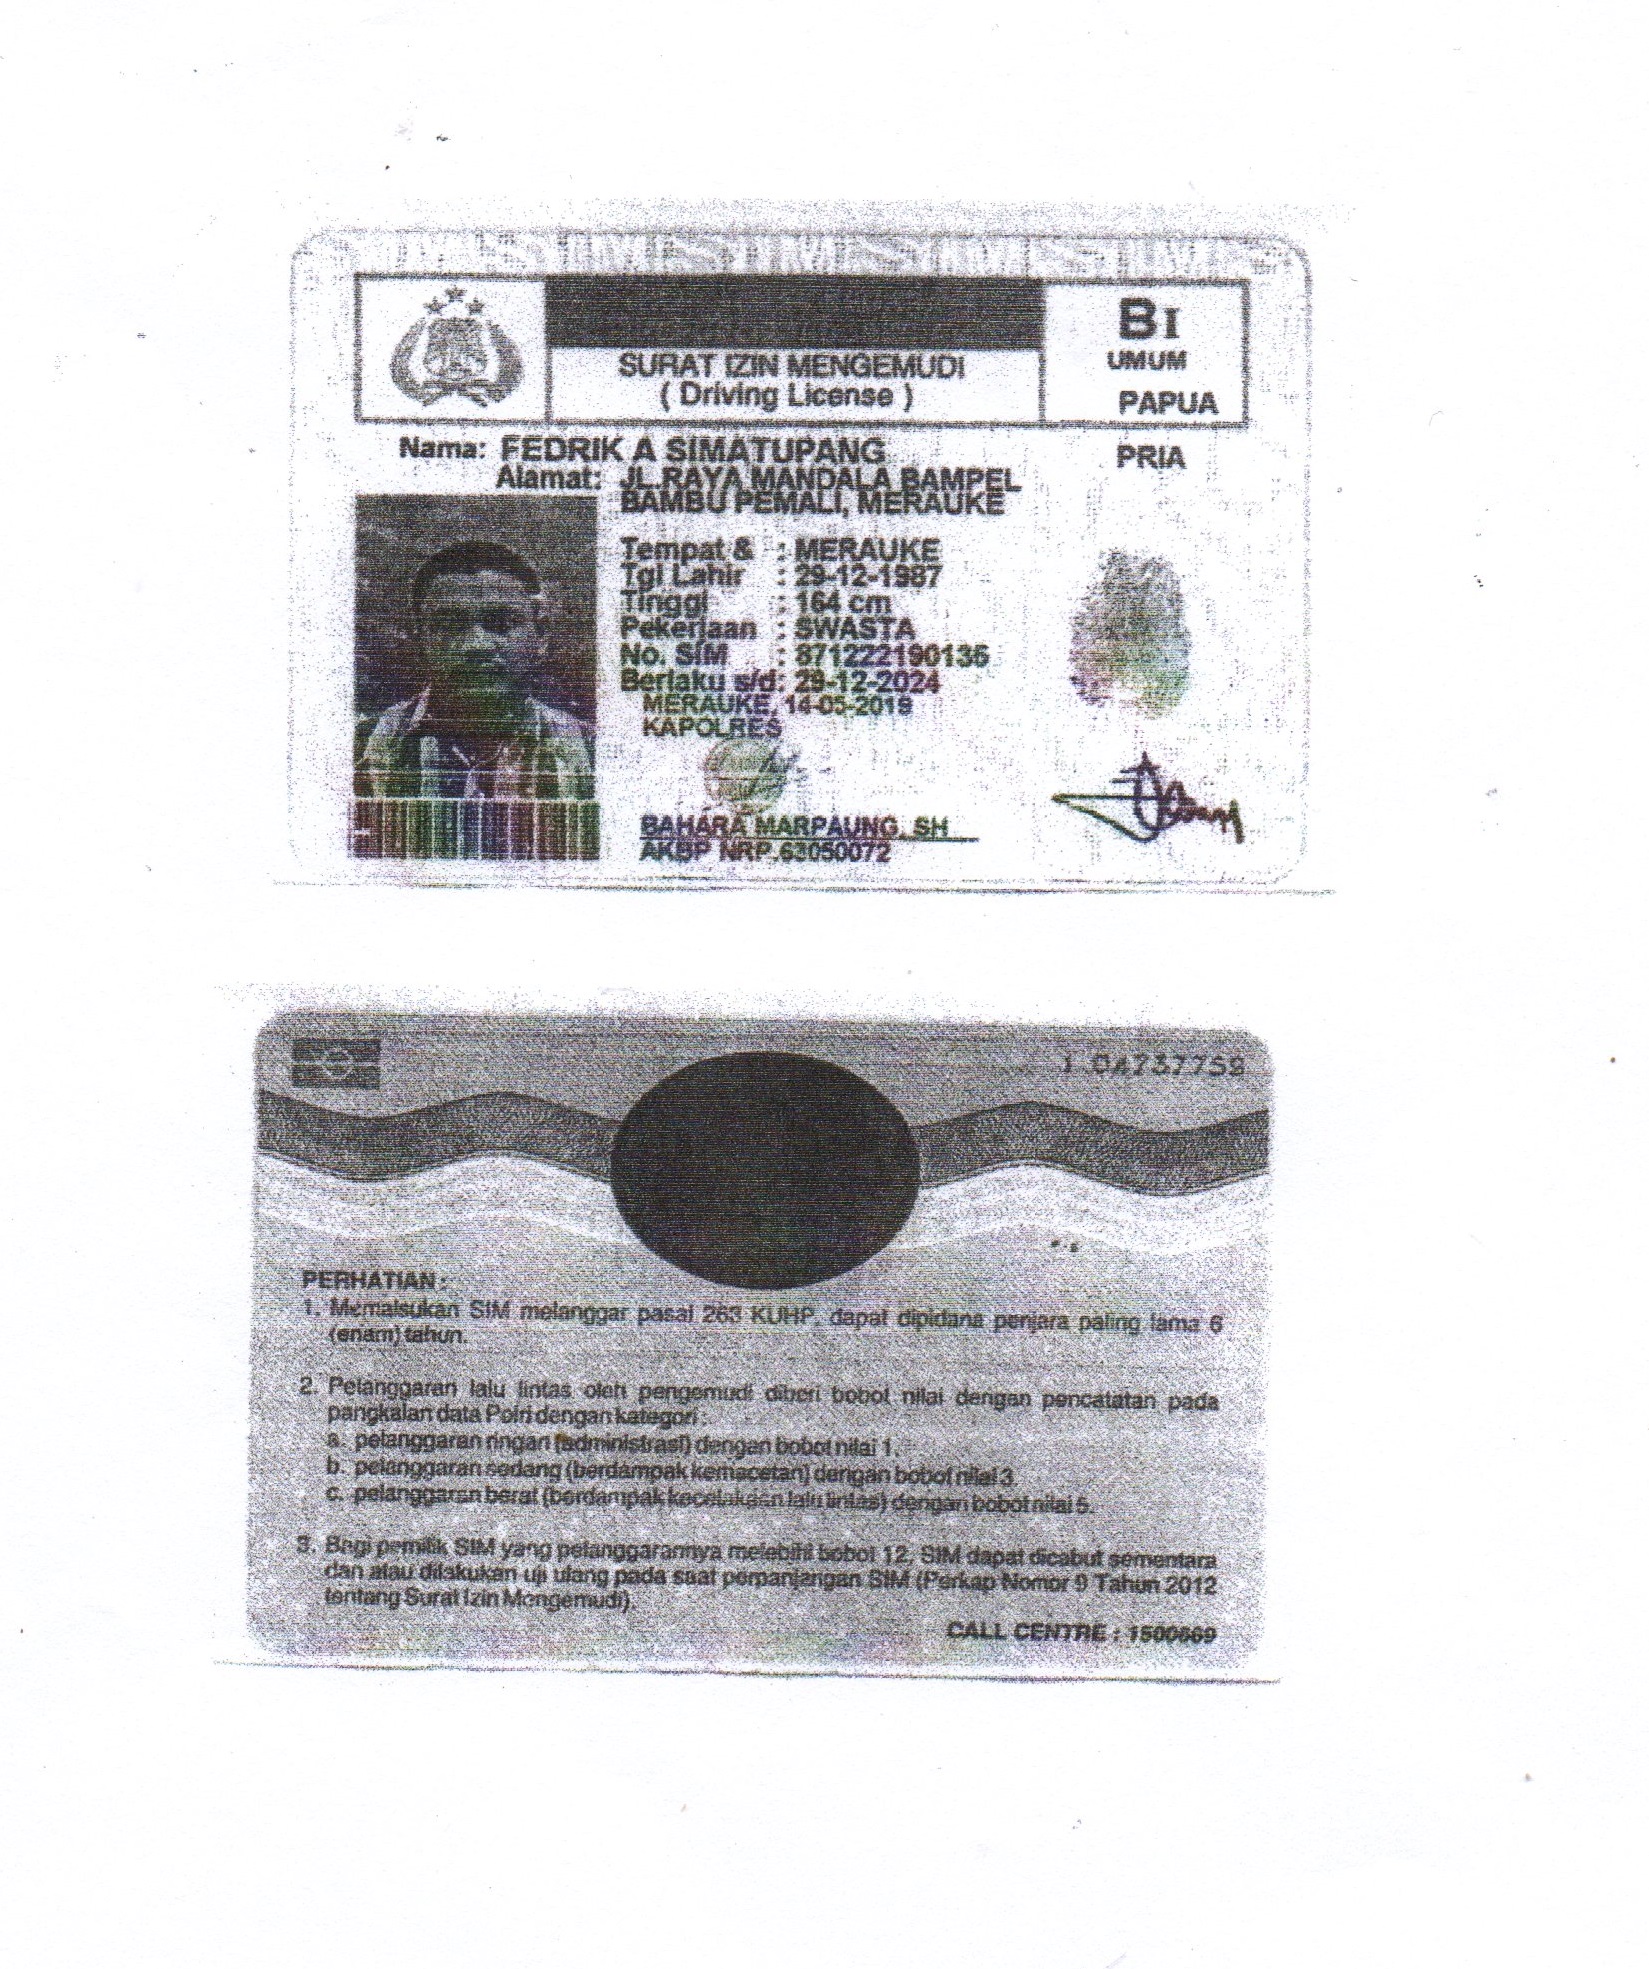 SURAT IZIN MENGEMUDI
( Driving License )
BI
UMUM
PAPUA
Nama: FEDRIK A SIMATUPANG
PRIA
Alamat: JL.RAYA MANDALA BAMPEL
BAMBU PEMALI, MERAUKE
Tempat & : MERAUKE
Tgl Lahir : 29-12-1987
Tinggi : 164 cm
Pekerjaan : SWASTA
No. SIM : 871222190135
Berlaku s/d: 29-12-2024
MERAUKE, 14-05-2019
KAPOLRES
BAHARA MARPAUNG, SH
AKBP NRP.63050072
1 04737759
PERHATIAN :
1. Memalsukan SIM melanggar pasal 263 KUHP, dapat dipidana penjara paling lama 6
(enam) tahun.
2. Pelanggaran lalu lintas oleh pengemudi diberi bobot nilai dengan pencatatan pada
pangkalan data Polri dengan kategori :
a. pelanggaran ringan (administrasi) dengan bobot nilai 1.
b. pelanggaran sedang (berdampak kemacetan) dengan bobot nilai 3.
c. pelanggaran berat (berdampak kecelakaan lalu lintas) dengan bobot nilai 5.
3. Bagi pemilik SIM yang pelanggarannya melebihi bobot 12, SIM dapat dicabut sementara
dan atau dilakukan uji ulang pada saat perpanjangan SIM (Perkap Nomor 9 Tahun 2012
tentang Surat Izin Mengemudi).
CALL CENTRE : 1500669